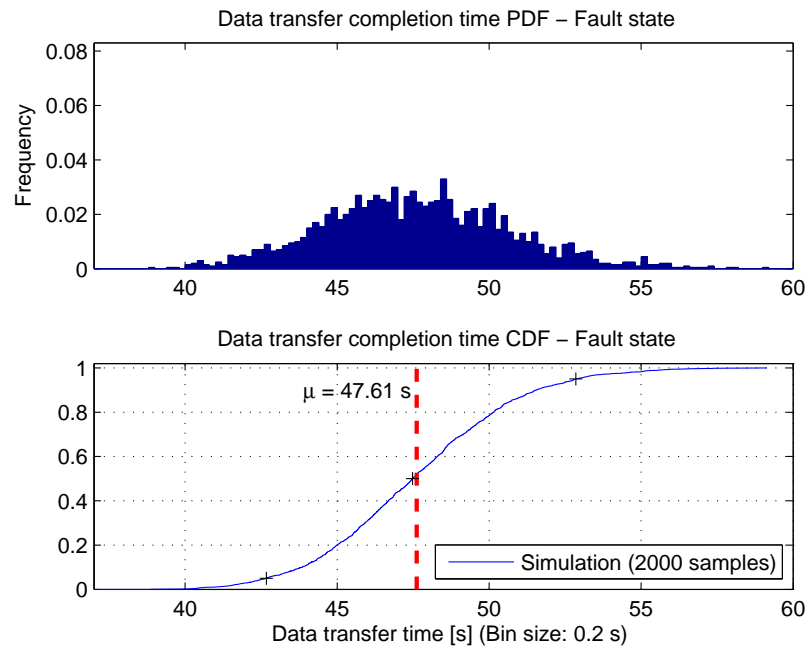 Data transfer completion time PDF − Fault state
0.08
0.06
0.04
0.02
0
Frequency
40 45 50 55 60
Data transfer completion time CDF − Fault state
1
0.8
0.6
0.4
0.2
0
μ = 47.61 s
Simulation (2000 samples)
40 45 50 55 60
Data transfer time [s] (Bin size: 0.2 s)